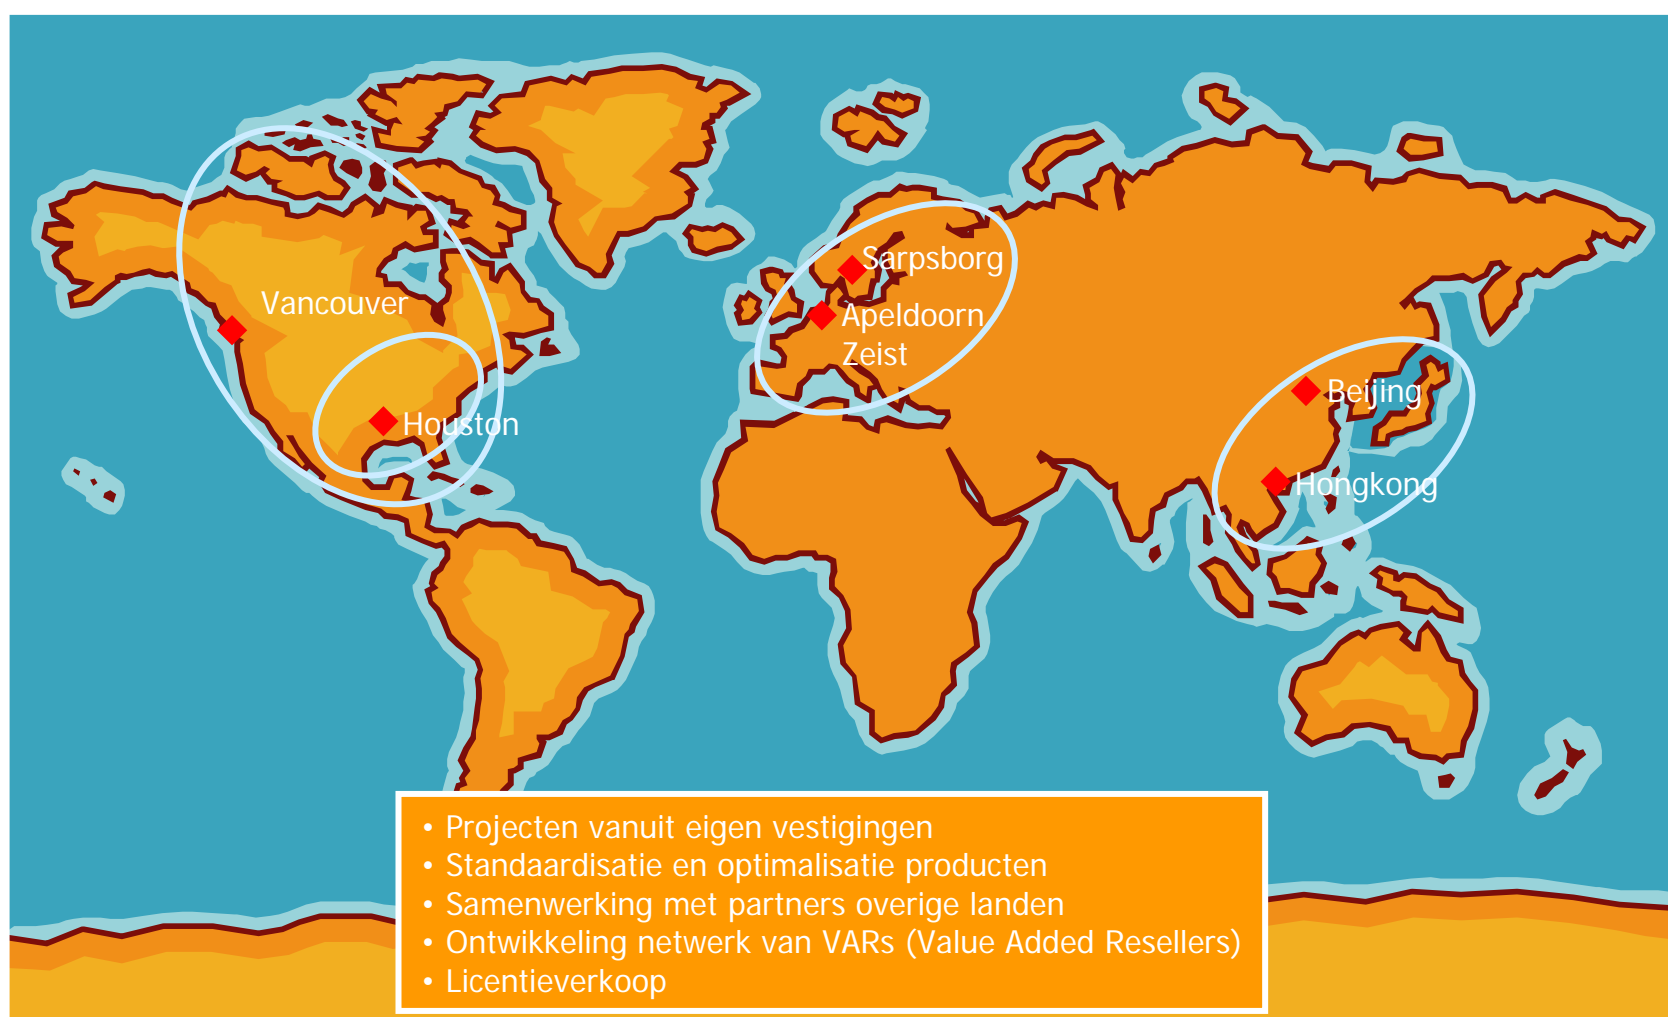 Sarpsborg
Vancouver
Apeldoorn
Zeist
Beijing
Houston
Hongkong
• Projecten vanuit eigen vestigingen
• Standaardisatie en optimalisatie producten
• Samenwerking met partners overige landen
• Ontwikkeling netwerk van VARs (Value Added Resellers)
• Licentieverkoop